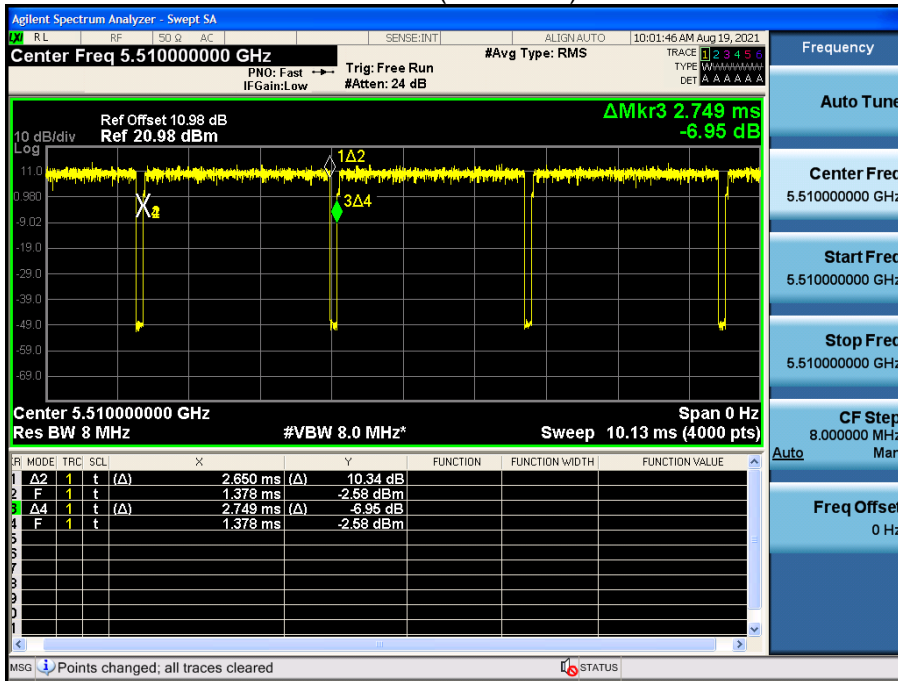 Agilent Spectrum Analyzer - Swept SA
LXI RL RF 50 Ω AC SENSE:INT ALIGN AUTO 10:01:46 AM Aug 19, 2021
Center Freq 5.510000000 GHz #Avg Type: RMS TRACE 1 2 3 4 5 6
PNO: Fast Trig: Free Run TYPE WWWWWW
IFGain:Low #Atten: 24 dB DET A A A A A A
Frequency
Auto Tune
Center Freq
5.510000000 GHz
Start Freq
5.510000000 GHz
Stop Freq
5.510000000 GHz
CF Step
8.000000 MHz
Auto Man
Freq Offset
0 Hz
ΔMkr3 2.749 ms
-6.95 dB
Ref Offset 10.98 dB
10 dB/div Ref 20.98 dBm
Log
11.0
0.980
-9.02
-19.0
-29.0
-39.0
-49.0
-59.0
-69.0
1Δ2
3Δ4
Center 5.510000000 GHz Span 0 Hz
Res BW 8 MHz #VBW 8.0 MHz* Sweep 10.13 ms (4000 pts)
MODE TRC SCL X Y FUNCTION FUNCTION WIDTH FUNCTION VALUE
1 Δ2 1 t (Δ) 2.650 ms (Δ) 10.34 dB
2 F 1 t 1.378 ms -2.58 dBm
3 Δ4 1 t (Δ) 2.749 ms (Δ) -6.95 dB
4 F 1 t 1.378 ms -2.58 dBm
5
6
7
8
9
MSG Points changed; all traces cleared STATUS